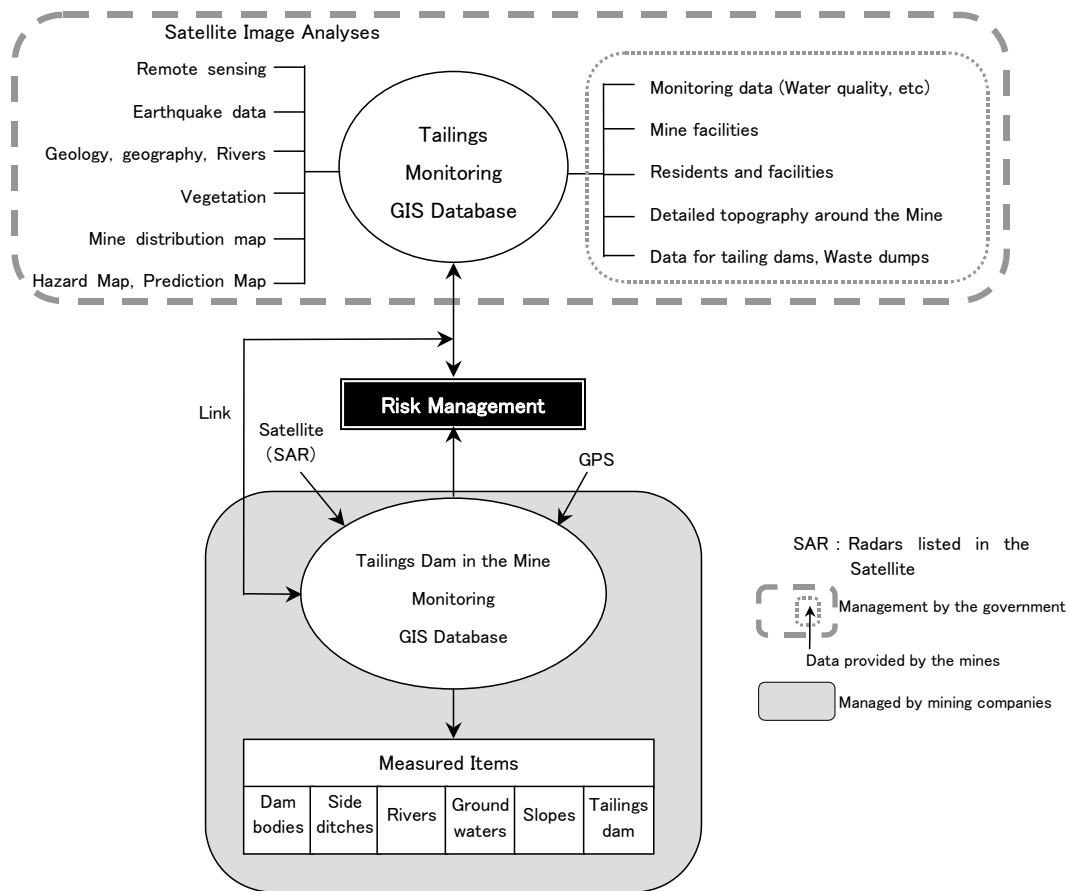 Satellite Image Analyses
Remote sensing
Earthquake data
Geology, geography, Rivers
Vegetation
Mine distribution map
Hazard Map, Prediction Map
Tailings
Monitoring
GIS Database
Monitoring data (Water quality, etc)
Mine facilities
Residents and facilities
Detailed topography around the Mine
Data for tailing dams, Waste dumps
Risk Management
Link
Satellite
(SAR)
GPS
Tailings Dam in the Mine
Monitoring
GIS Database
Measured Items
Dam
bodies
Side
ditches
Rivers
Ground
waters
Slopes
Tailings
dam
SAR : Radars listed in the
Satellite
Management by the government
Data provided by the mines
Managed by mining companies